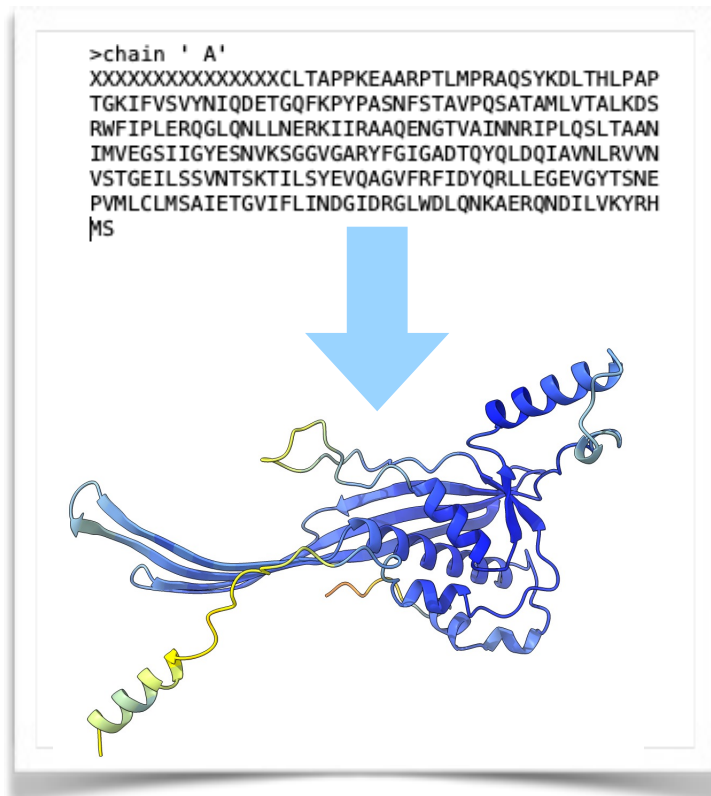 >chain ' A'
XXXXXXXXXXXXXXXCLTAPPKEAARPTLMPRAQSYKDLTHLPAP
TGKIFVSVYNIQDETGQFKPYPASNFSTAVPQSATAMLVTALKDS
RWFIPLERQGLQNLLNERKIIRAAQENGTVAINNRIPLQSLTAAN
IMVEGSIIGYESNVKSGGVGARYFGIGADTQYQLDQIAVNLRVVN
VSTGEILSSVNTSKTILSYEVQAGVFRFIDYQRLLEGEVGYTSNE
PVMLCLMSAIETGVIFLINDGIDRGLWDLQNKAERQNDILVKYRH
MS